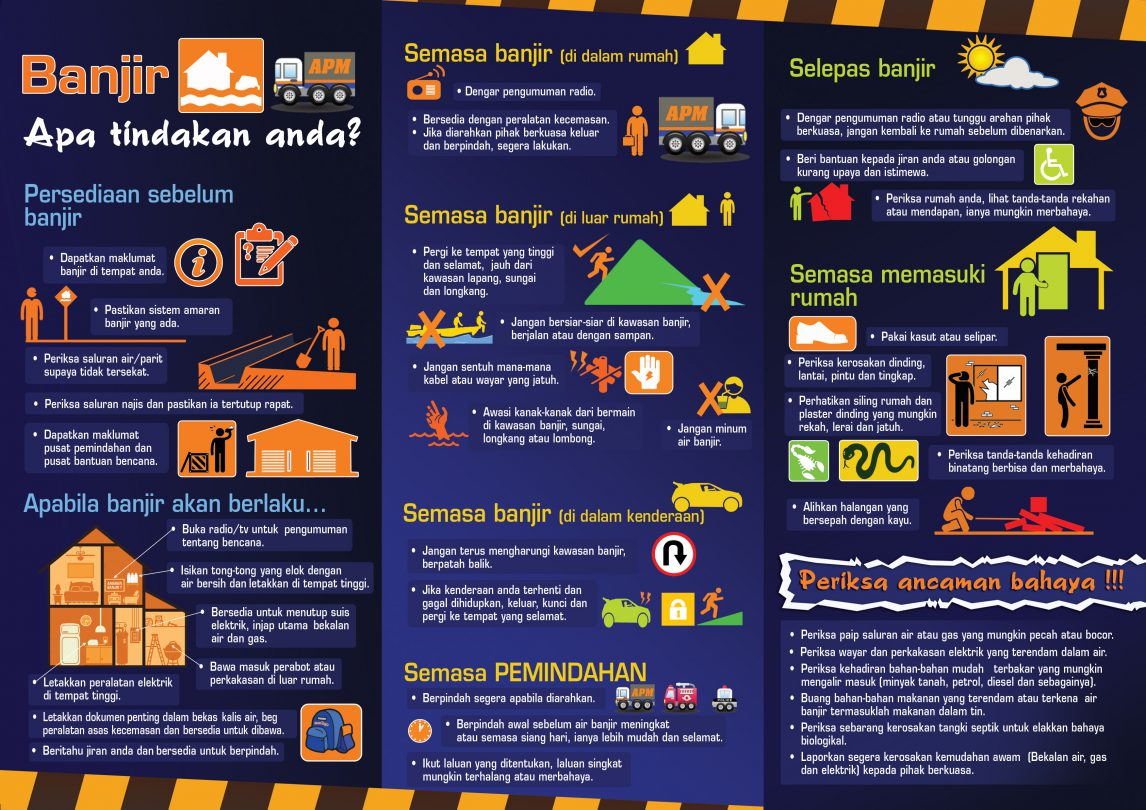 Banjir
APM
Apa tindakan anda?
Persediaan sebelum
banjir
• Dapatkan maklumat
banjir di tempat anda.
• Pastikan sistem amaran
banjir yang ada.
• Periksa saluran air/parit
supaya tidak tersekat.
• Periksa saluran najis dan pastikan ia tertutup rapat.
• Dapatkan maklumat
pusat pemindahan dan
pusat bantuan bencana.
Apabila banjir akan berlaku...
• Buka radio/tv untuk pengumuman
tentang bencana.
• Isikan tong-tong yang elok dengan
air bersih dan letakkan di tempat tinggi.
• Bersedia untuk menutup suis
elektrik, injap utama bekalan
air dan gas.
• Bawa masuk perabot atau
perkakasan di luar rumah.
• Letakkan peralatan elektrik
di tempat tinggi.
• Letakkan dokumen penting dalam bekas kalis air, beg
peralatan asas kecemasan dan bersedia untuk dibawa.
• Beritahu jiran anda dan bersedia untuk berpindah.
Semasa banjir (di dalam rumah)
• Dengar pengumuman radio.
• Bersedia dengan peralatan kecemasan.
• Jika diarahkan pihak berkuasa keluar
dan berpindah, segera lakukan.
APM
Semasa banjir (di luar rumah)
• Pergi ke tempat yang tinggi
dan selamat, jauh dari
kawasan lapang, sungai
dan longkang.
• Jangan bersiar-siar di kawasan banjir,
berjalan atau dengan sampan.
• Jangan sentuh mana-mana
kabel atau wayar yang jatuh.
• Awasi kanak-kanak dari bermain
di kawasan banjir, sungai,
longkang atau lombong.
• Jangan minum
air banjir.
Semasa banjir (di dalam kenderaan)
• Jangan terus mengharungi kawasan banjir,
berpatah balik.
• Jika kenderaan anda terhenti dan
gagal dihidupkan, keluar, kunci dan
pergi ke tempat yang selamat.
Semasa PEMINDAHAN
• Berpindah segera apabila diarahkan.
APM
• Berpindah awal sebelum air banjir meningkat
atau semasa siang hari, ianya lebih mudah dan selamat.
• Ikut laluan yang ditentukan, laluan singkat
mungkin terhalang atau merbahaya.
Selepas banjir
• Dengar pengumuman radio atau tunggu arahan pihak
berkuasa, jangan kembali ke rumah sebelum dibenarkan.
• Beri bantuan kepada jiran anda atau golongan
kurang upaya dan istimewa.
• Periksa rumah anda, lihat tanda-tanda rekahan
atau mendapan, ianya mungkin merbahaya.
Semasa memasuki
rumah
• Pakai kasut atau selipar.
• Periksa kerosakan dinding,
lantai, pintu dan tingkap.
• Perhatikan siling rumah dan
plaster dinding yang mungkin
rekah, lerai dan jatuh.
• Periksa tanda-tanda kehadiran
binatang berbisa dan merbahaya.
• Alihkan halangan yang
bersepah dengan kayu.
Periksa ancaman bahaya !!!
• Periksa paip saluran air atau gas yang mungkin pecah atau bocor.
• Periksa wayar dan perkakasan elektrik yang terendam dalam air.
• Periksa kehadiran bahan-bahan mudah terbakar yang mungkin
mengalir masuk (minyak tanah, petrol, diesel dan sebagainya).
• Buang bahan-bahan makanan yang terendam atau terkena air
banjir termasuklah makanan dalam tin.
• Periksa sebarang kerosakan tangki septik untuk elakkan bahaya
biologikal.
• Laporkan segera kerosakan kemudahan awam (Bekalan air, gas
dan elektrik) kepada pihak berkuasa.